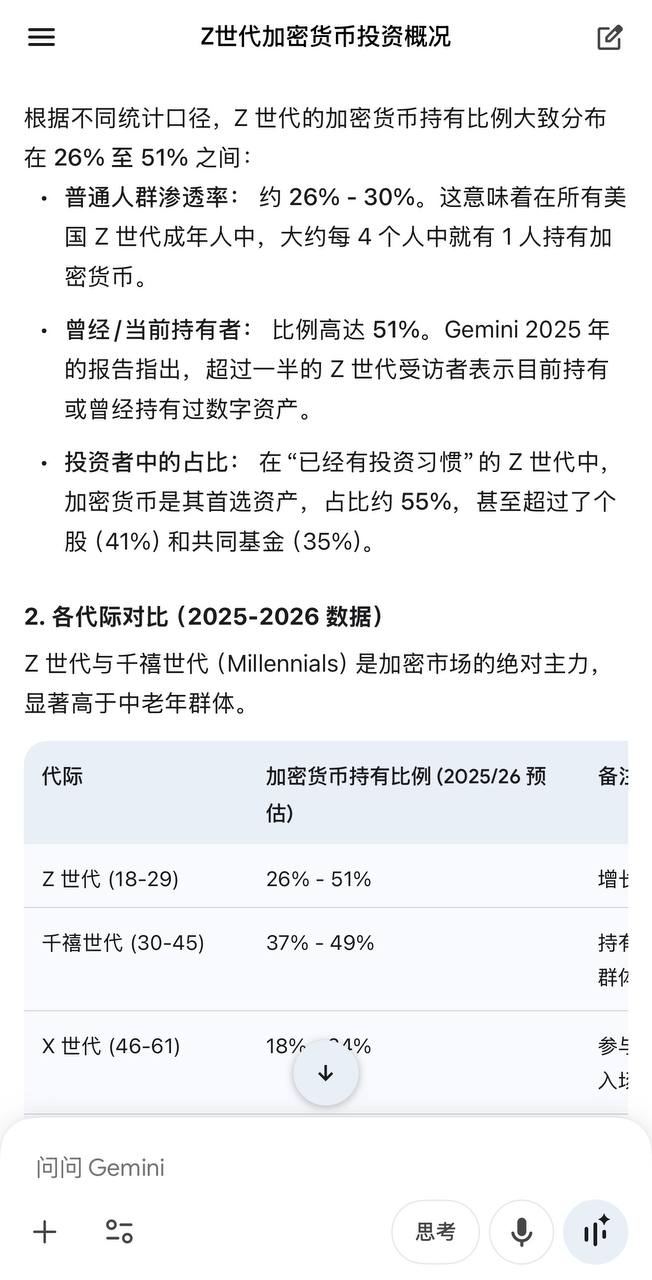 Z世代加密货币投资概况
根据不同统计口径，Z 世代的加密货币持有比例大致分布
在 26% 至 51% 之间：
• 普通人群渗透率： 约 26% - 30%。这意味着在所有美
国 Z 世代成年人中，大约每 4 个人中就有 1 人持有加
密货币。
• 曾经/当前持有者： 比例高达 51%。Gemini 2025 年
的报告指出，超过一半的 Z 世代受访者表示目前持有
或曾经持有过数字资产。
• 投资者中的占比： 在“已经有投资习惯”的 Z 世代中，
加密货币是其首选资产，占比约 55%，甚至超过了个
股 (41%) 和共同基金 (35%)。
2. 各代际对比 (2025-2026 数据)
Z 世代与千禧世代 (Millennials) 是加密市场的绝对主力，
显著高于中老年群体。
代际 加密货币持有比例 (2025/26 预 备
估)
Z 世代 (18-29) 26% - 51% 增
千禧世代 (30-45) 37% - 49% 持有
群
X 世代 (46-61) 18% 4% 参
入
问问 Gemini
思考